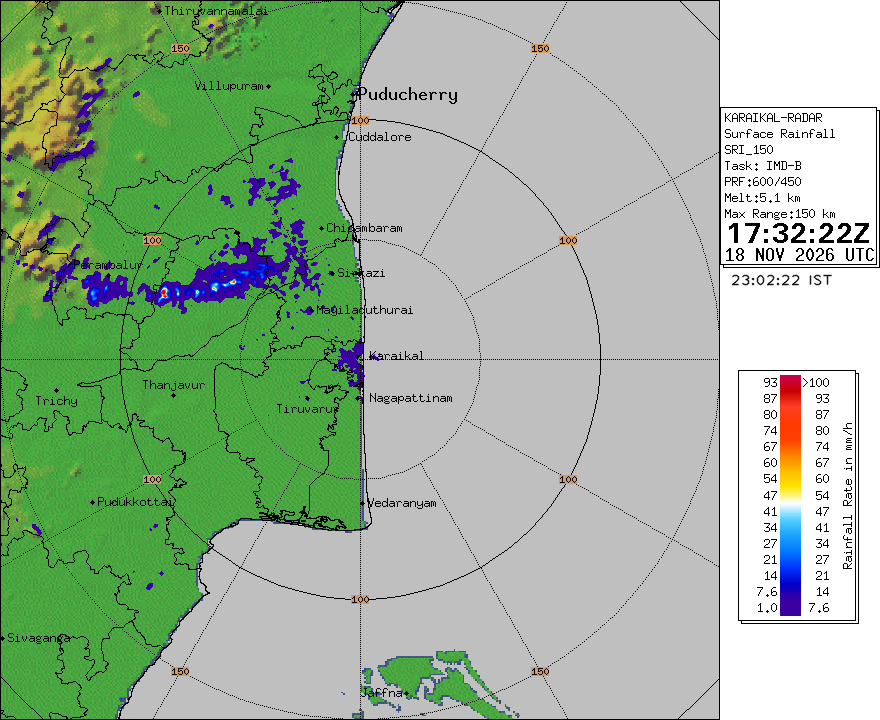 Thiruvannamalai
150
150
Villupuram
Puducherry
100
Cuddalore
KARAIKAL-RADAR
Surface Rainfall
SRI_150
Task: IMD-B
PRF:600/450
Melt:5.1 km
Max Range:150 km
17:32:22Z
18 NOV 2026 UTC
23:02:22 IST
Chidambaram
100
100
Perambalur
Sirkazi
Mayiladuthurai
Karaikal
Thanjavur
Trichy
Nagapattinam
Tiruvarur
100
100
Pudukkottai
Vedaranyam
100
Sivaganga
150
150
Jaffna
93 >100
87 93
80 87
74 80
67 74
60 67
54 60
47 54
41 47
34 41
27 34
21 27
14 21
7.6 14
1.0 7.6
Rainfall Rate in mm/h